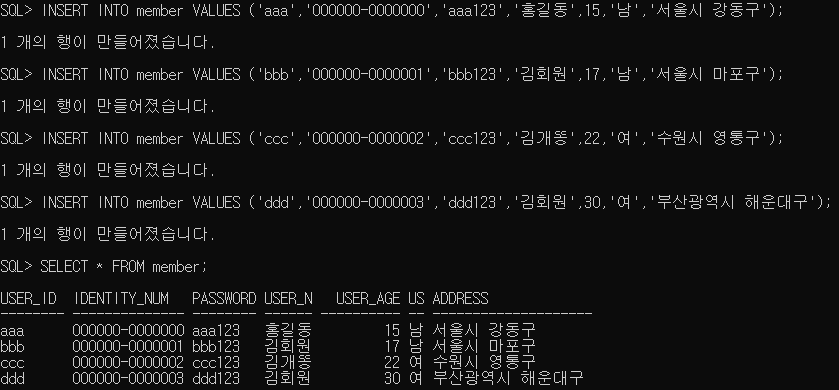 SQL> INSERT INTO member VALUES ('aaa','000000-0000000','aaa123','홍길동',15,'남','서울시 강동구');
1 개의 행이 만들어졌습니다.
SQL> INSERT INTO member VALUES ('bbb','000000-0000001','bbb123','김회원',17,'남','서울시 마포구');
1 개의 행이 만들어졌습니다.
SQL> INSERT INTO member VALUES ('ccc','000000-0000002','ccc123','김개똥',22,'여','수원시 영통구');
1 개의 행이 만들어졌습니다.
SQL> INSERT INTO member VALUES ('ddd','000000-0000003','ddd123','김회원',30,'여','부산광역시 해운대구');
1 개의 행이 만들어졌습니다.
SQL> SELECT * FROM member;
USER_ID IDENTITY_NUM PASSWORD USER_N USER_AGE US ADDRESS
-------- -------------- -------- ------ ---------- -- --------------------
aaa 000000-0000000 aaa123 홍길동 15 남 서울시 강동구
bbb 000000-0000001 bbb123 김회원 17 남 서울시 마포구
ccc 000000-0000002 ccc123 김개똥 22 여 수원시 영통구
ddd 000000-0000003 ddd123 김회원 30 여 부산광역시 해운대구